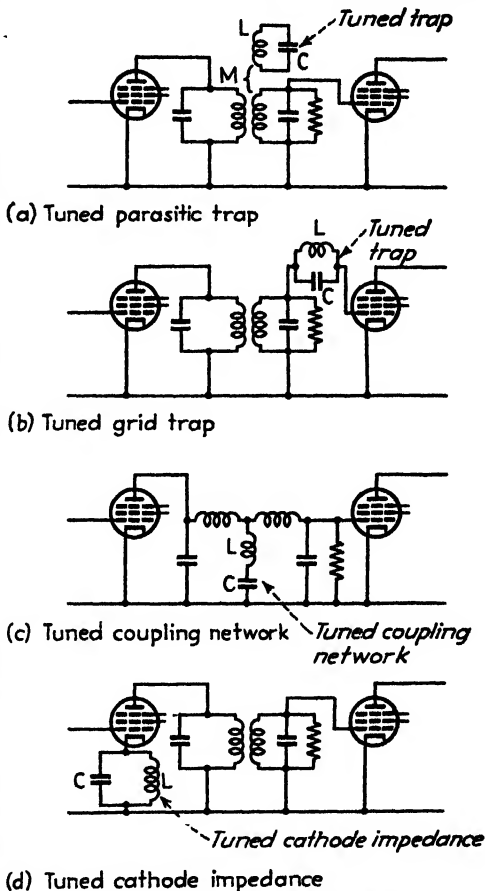 Tuned trap
L
C
M
(a) Tuned parasitic trap
Tuned
trap
L
C
(b) Tuned grid trap
L
C
(c) Tuned coupling network
Tuned coupling
network
C
L
Tuned cathode impedance
(d) Tuned cathode impedance